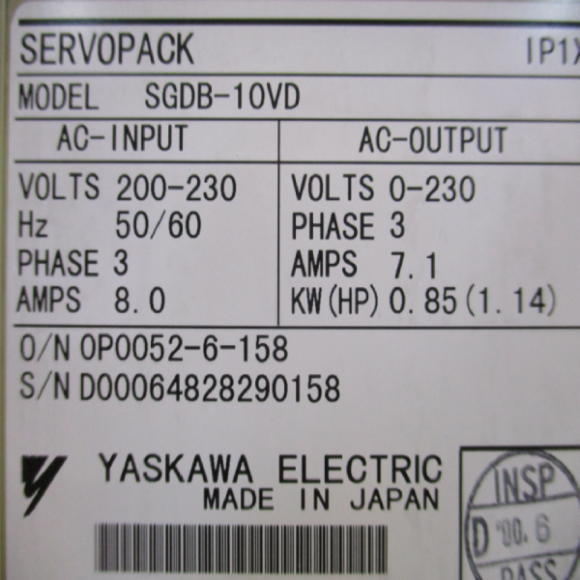 SERVOPACK IP1X
MODEL SGDB-10VD
AC-INPUT AC-OUTPUT
VOLTS 200-230 VOLTS 0-230
Hz 50/60 PHASE 3
PHASE 3 AMPS 7.1
AMPS 8.0 KW(HP) 0.85(1.14)
O/N OP0052-6-158
S/N D00064828290158
YASKAWA ELECTRIC
MADE IN JAPAN
INSP
D '00.6
PASS